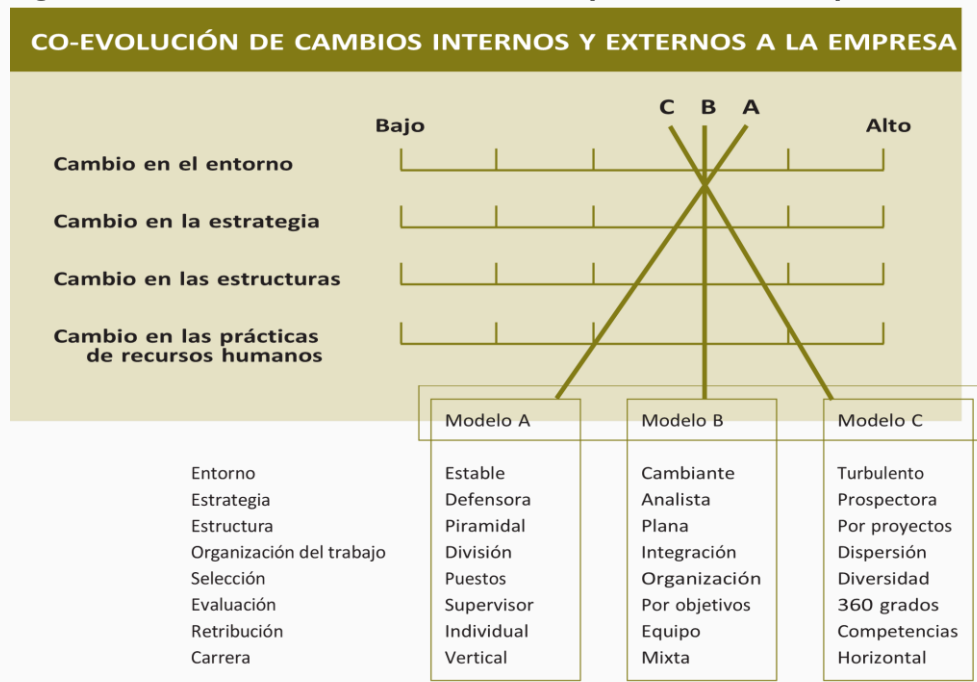 CO-EVOLUCIÓN DE CAMBIOS INTERNOS Y EXTERNOS A LA EMPRESA
C B A
Bajo Alto
Cambio en el entorno
Cambio en la estrategia
Cambio en las estructuras
Cambio en las prácticas
de recursos humanos
Modelo A Modelo B Modelo C
Entorno Estable Cambiante Turbulento
Estrategia Defensora Analista Prospectora
Estructura Piramidal Plana Por proyectos
Organización del trabajo División Integración Dispersión
Selección Puestos Organización Diversidad
Evaluación Supervisor Por objetivos 360 grados
Retribución Individual Equipo Competencias
Carrera Vertical Mixta Horizontal